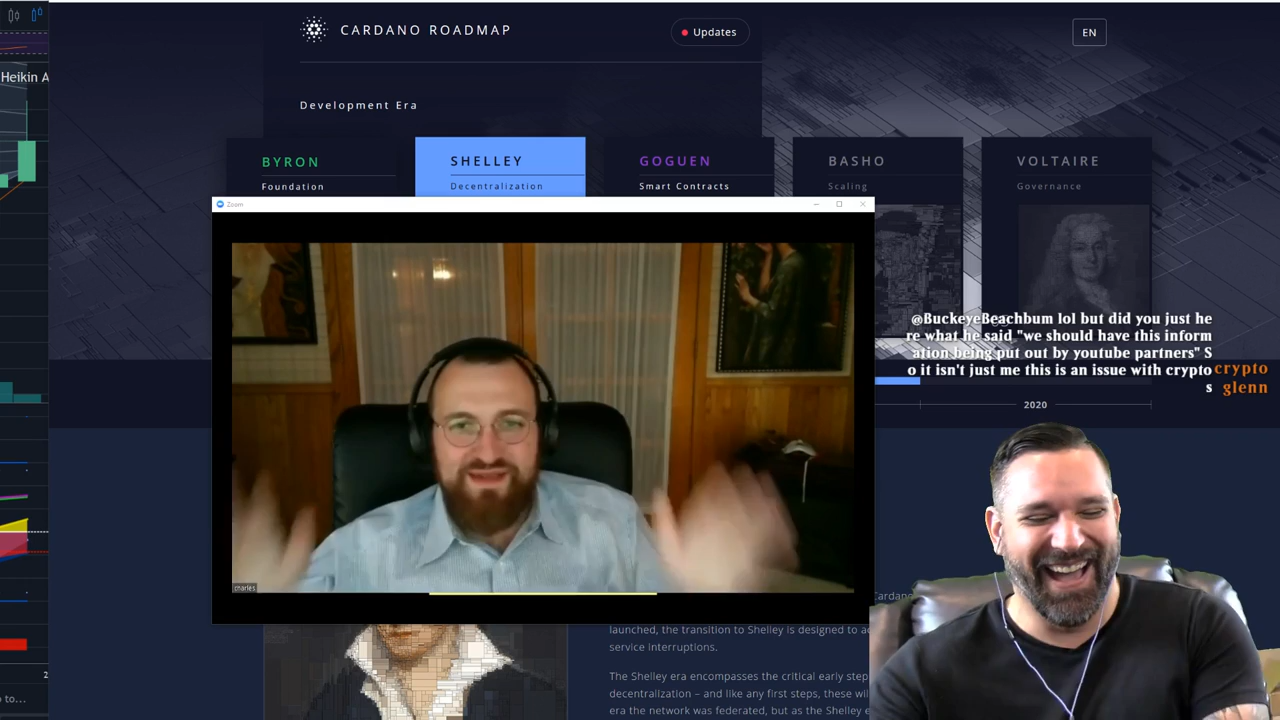 CARDANO ROADMAP
Updates
EN
Heikin A
Development Era
BYRON
SHELLEY
GOGUEN
BASHO
VOLTAIRE
Foundation
Decentralization
Smart Contracts
Scaling
Governance
Zoom
@BuckeyeBeachbum lol but did you just he
re what he said "we should have this inform
ation being put out by youtube partners" S
o it isn't just me this is an issue with crypto
s
crypto
glenn
2020
charles
Cardano
launched, the transition to Shelley is designed to
service interruptions.
The Shelley era encompasses the critical early step
decentralization – and like any first steps, these
era the network was federated, but as the Shelley
2
to...